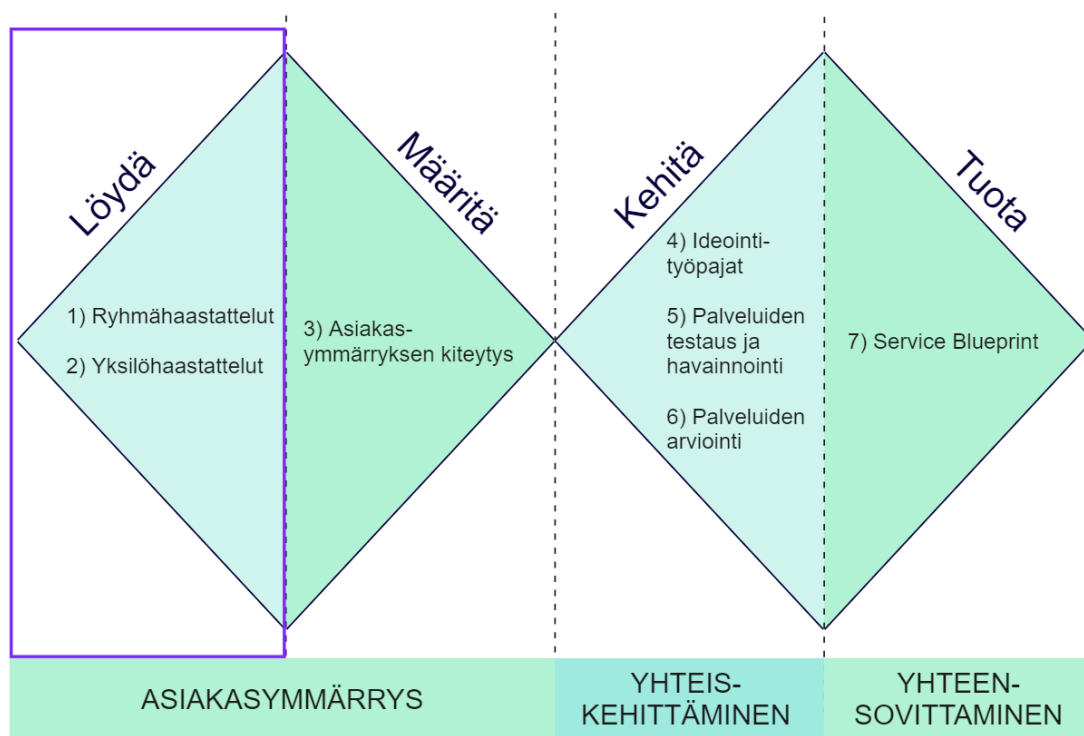 Löydä
1) Ryhmähaastattelut
2) Yksilöhaastattelut
Määritä
3) Asiakas-
ymmärryksen kiteytys
Kehitä
4) Ideointi-
työpajat
5) Palveluiden
testaus ja
havainnointi
6) Palveluiden
arviointi
Tuota
7) Service Blueprint
ASIAKASYMMÄRRYS
YHTEIS-
KEHITTÄMINEN
YHTEEN-
SOVITTAMINEN